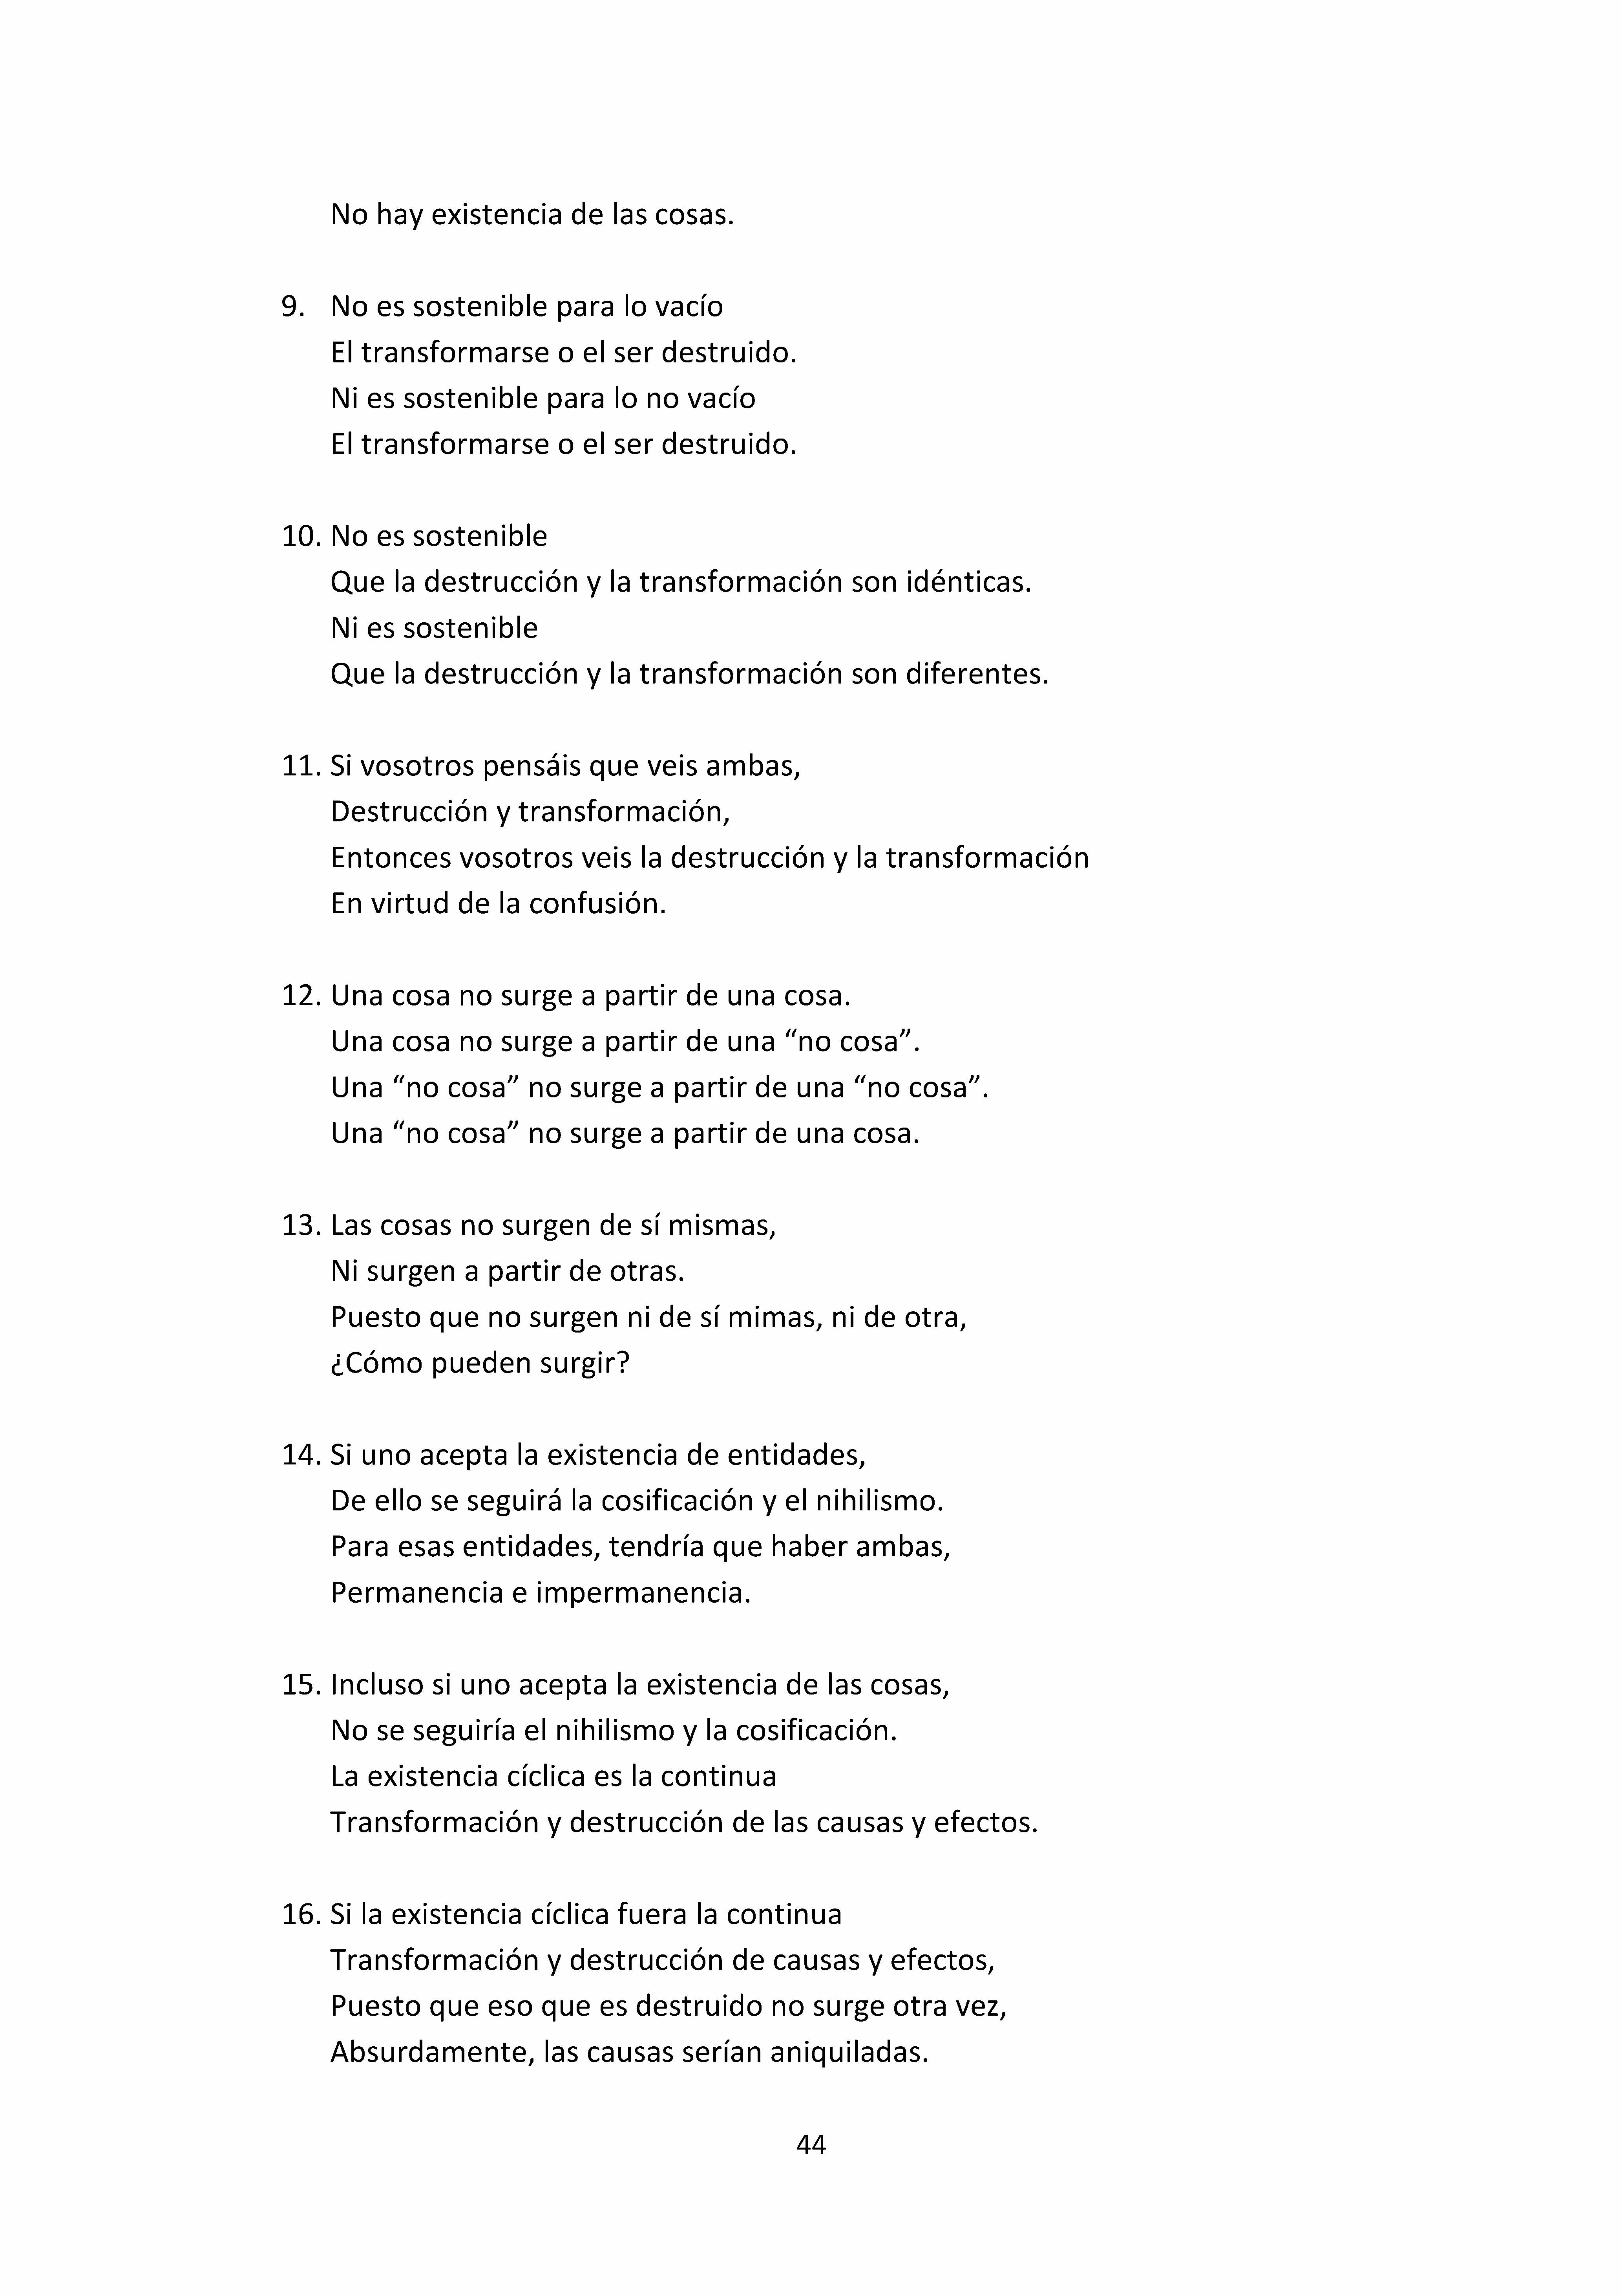 No hay existencia de las cosas.
9. No es sostenible para lo vacío
El transformarse o el ser destruido.
Ni es sostenible para lo no vacío
El transformarse o el ser destruido.
10. No es sostenible
Que la destrucción y la transformación son idénticas.
Ni es sostenible
Que la destrucción y la transformación son diferentes.
11. Si vosotros pensáis que veis ambas,
Destrucción y transformación,
Entonces vosotros veis la destrucción y la transformación
En virtud de la confusión.
12. Una cosa no surge a partir de una cosa.
Una cosa no surge a partir de una “no cosa”.
Una “no cosa” no surge a partir de una “no cosa”.
Una “no cosa” no surge a partir de una cosa.
13. Las cosas no surgen de sí mismas,
Ni surgen a partir de otras.
Puesto que no surgen ni de sí mimas, ni de otra,
¿Cómo pueden surgir?
14. Si uno acepta la existencia de entidades,
De ello se seguirá la cosificación y el nihilismo.
Para esas entidades, tendría que haber ambas,
Permanencia e impermanencia.
15. Incluso si uno acepta la existencia de las cosas,
No se seguiría el nihilismo y la cosificación.
La existencia cíclica es la continua
Transformación y destrucción de las causas y efectos.
16. Si la existencia cíclica fuera la continua
Transformación y destrucción de causas y efectos,
Puesto que eso que es destruido no surge otra vez,
Absurdamente, las causas serían aniquiladas.
44